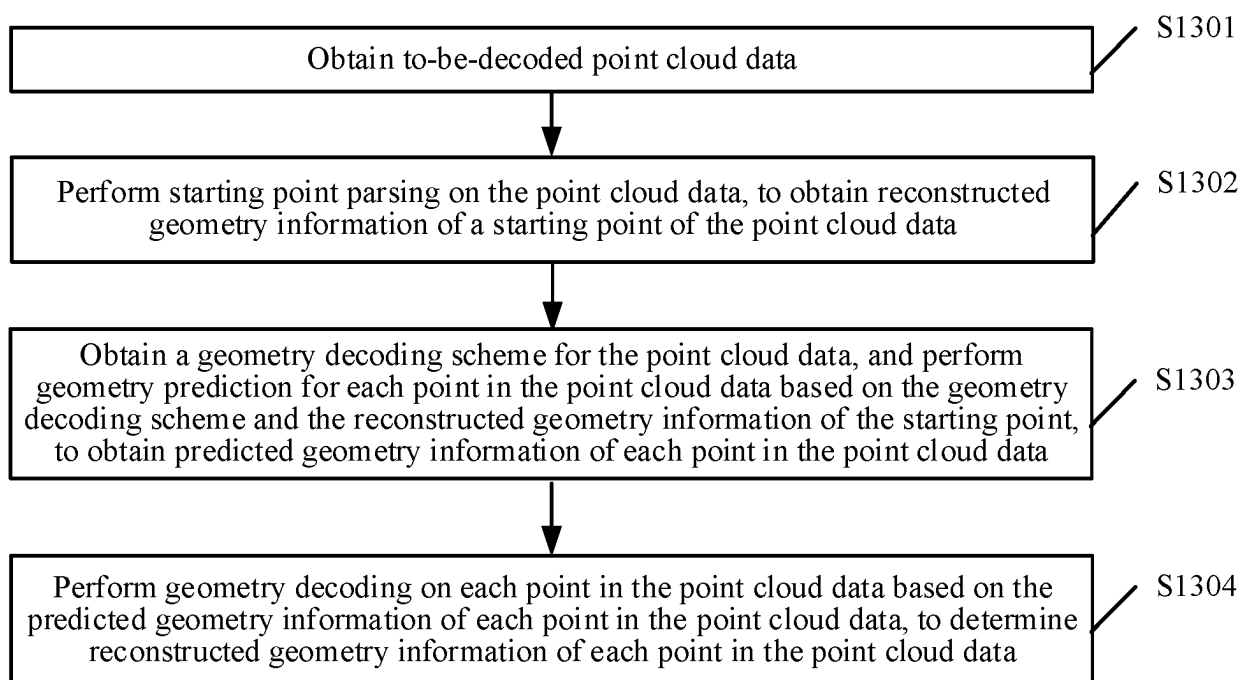 Obtain to-be-decoded point cloud data
S1301
Perform starting point parsing on the point cloud data, to obtain reconstructed
geometry information of a starting point of the point cloud data
S1302
Obtain a geometry decoding scheme for the point cloud data, and perform
geometry prediction for each point in the point cloud data based on the geometry
decoding scheme and the reconstructed geometry information of the starting point,
to obtain predicted geometry information of each point in the point cloud data
S1303
Perform geometry decoding on each point in the point cloud data based on the
predicted geometry information of each point in the point cloud data, to determine
reconstructed geometry information of each point in the point cloud data
S1304